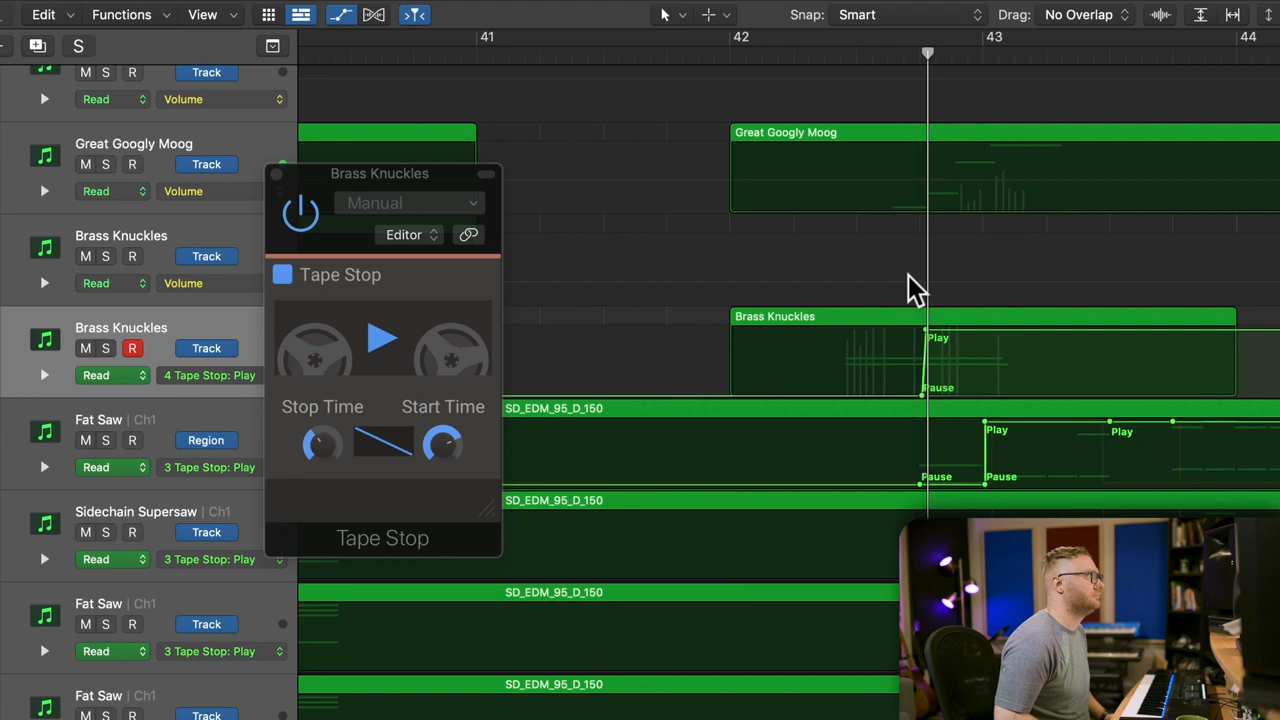 Edit Functions View Snap: Smart Drag: No Overlap
S 41 42 43 44
M S R Track
Read Volume
Great Googly Moog
M S R Track
Read Volume
Great Googly Moog
Brass Knuckles
M S R Track
Read Volume
Brass Knuckles
M S R Track
Read 4 Tape Stop: Play
Brass Knuckles
Manual
Editor
Tape Stop
Stop Time Start Time
Tape Stop
Brass Knuckles
Play
Pause
Fat Saw | Ch1
M S R Region
Read 3 Tape Stop: Play
SD_EDM_95_D_150
Play Play
Pause Pause
Sidechain Supersaw | Ch1
M S R Track
Read 3 Tape Stop: Play
SD_EDM_95_D_150
Fat Saw | Ch1
M S R Track
Read 3 Tape Stop: Play
SD_EDM_95_D_150
Fat Saw | Ch1
M S R Track
SD_EDM_95_D_150